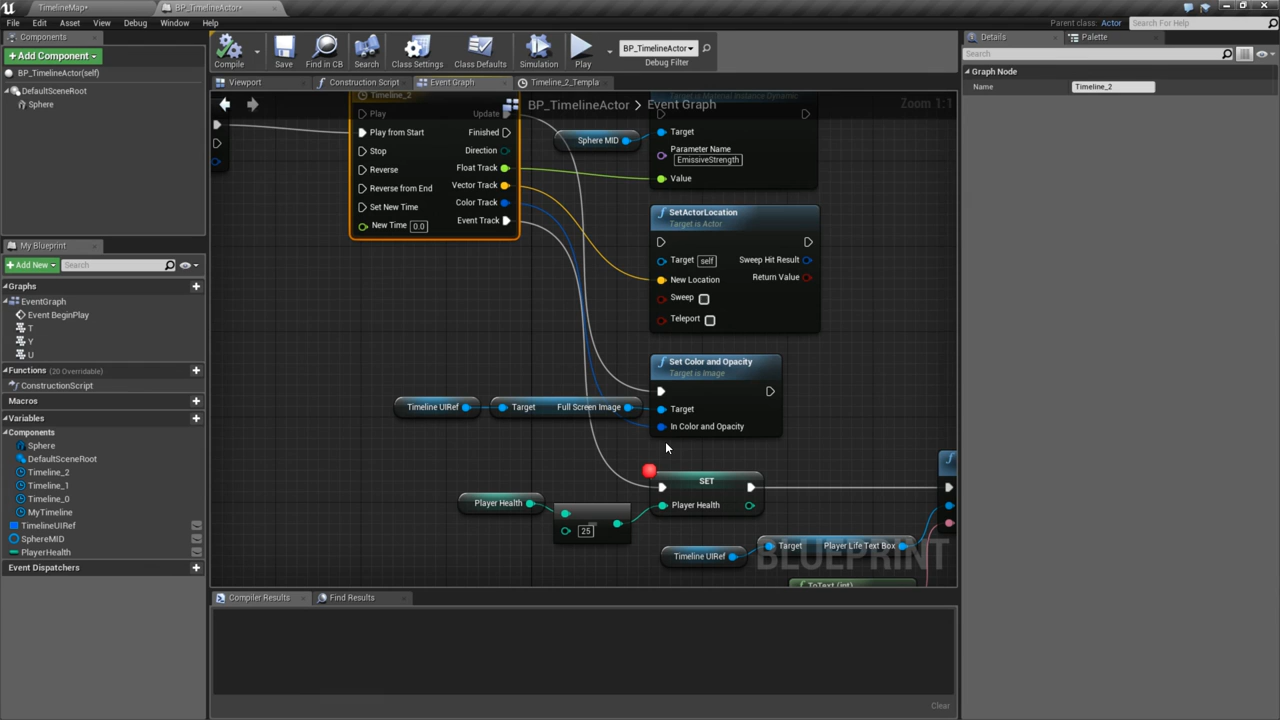 TimelineMap*
BP_TimelineActor*
File Edit Asset View Debug Window Help
Parent class: Actor
Search For Help
Components
+Add Component
BP_TimelineActor(self)
DefaultSceneRoot
Sphere
Compile
Save
Find in CB
Search
Class Settings
Class Defaults
Simulation
Play
BP_TimelineActor
Debug Filter
Details
Palette
Search
Graph Node
Name
Timeline_2
Viewport
Construction Script
Event Graph
Timeline_2_Templa
BP_TimelineActor > Event Graph
Zoom 1:1
Timeline_2
Play
Update
Play from Start
Finished
Stop
Direction
Reverse
Float Track
Reverse from End
Vector Track
Set New Time
Color Track
New Time 0.0
Event Track
Sphere MID
Target is Material Instance Dynamic
Target
Parameter Name
EmissiveStrength
Value
SetActorLocation
Target is Actor
Target self
Sweep Hit Result
New Location
Return Value
Sweep
Teleport
Set Color and Opacity
Target is Image
Target
In Color and Opacity
Timeline UIRef
Target Full Screen Image
SET
Player Health
Player Health
25
Timeline UIRef
Target Player Life Text Box
ToText (int)
BLUEPRINT
My Blueprint
+Add New
Search
Graphs
EventGraph
Event BeginPlay
T
Y
U
Functions (20 Overridable)
ConstructionScript
Macros
Variables
Components
Sphere
DefaultSceneRoot
Timeline_2
Timeline_1
Timeline_0
MyTimeline
TimelineUIRef
SphereMID
PlayerHealth
Event Dispatchers
Compiler Results
Find Results
Clear